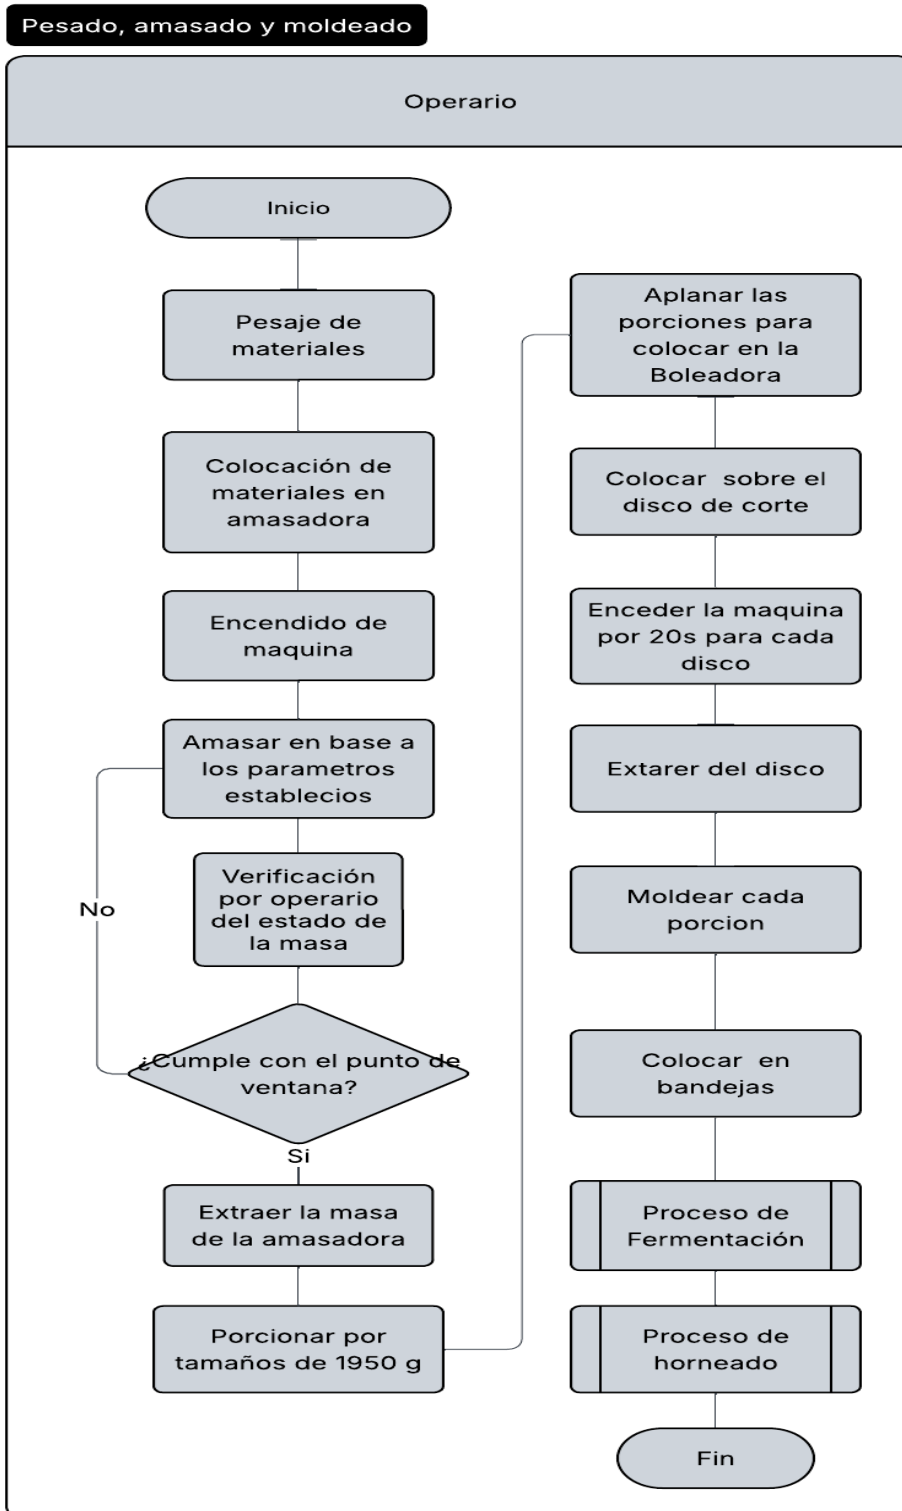 Pesado, amasado y moldeado
Operario
Inicio
Pesaje de
materiales
Colocación de
materiales en
amasadora
Encendido de
maquina
Amasar en base a
los parametros
establecios
Verificación
por operario
del estado de
la masa
No
¿Cumple con el punto de
ventana?
Si
Extraer la masa
de la amasadora
Porcionar por
tamaños de 1950 g
Aplanar las
porciones para
colocar en la
Boleadora
Colocar  sobre el
disco de corte
Enceder la maquina
por 20s para cada
disco
Extarer del disco
Moldear cada
porcion
Colocar  en
bandejas
Proceso de
Fermentación
Proceso de
horneado
Fin